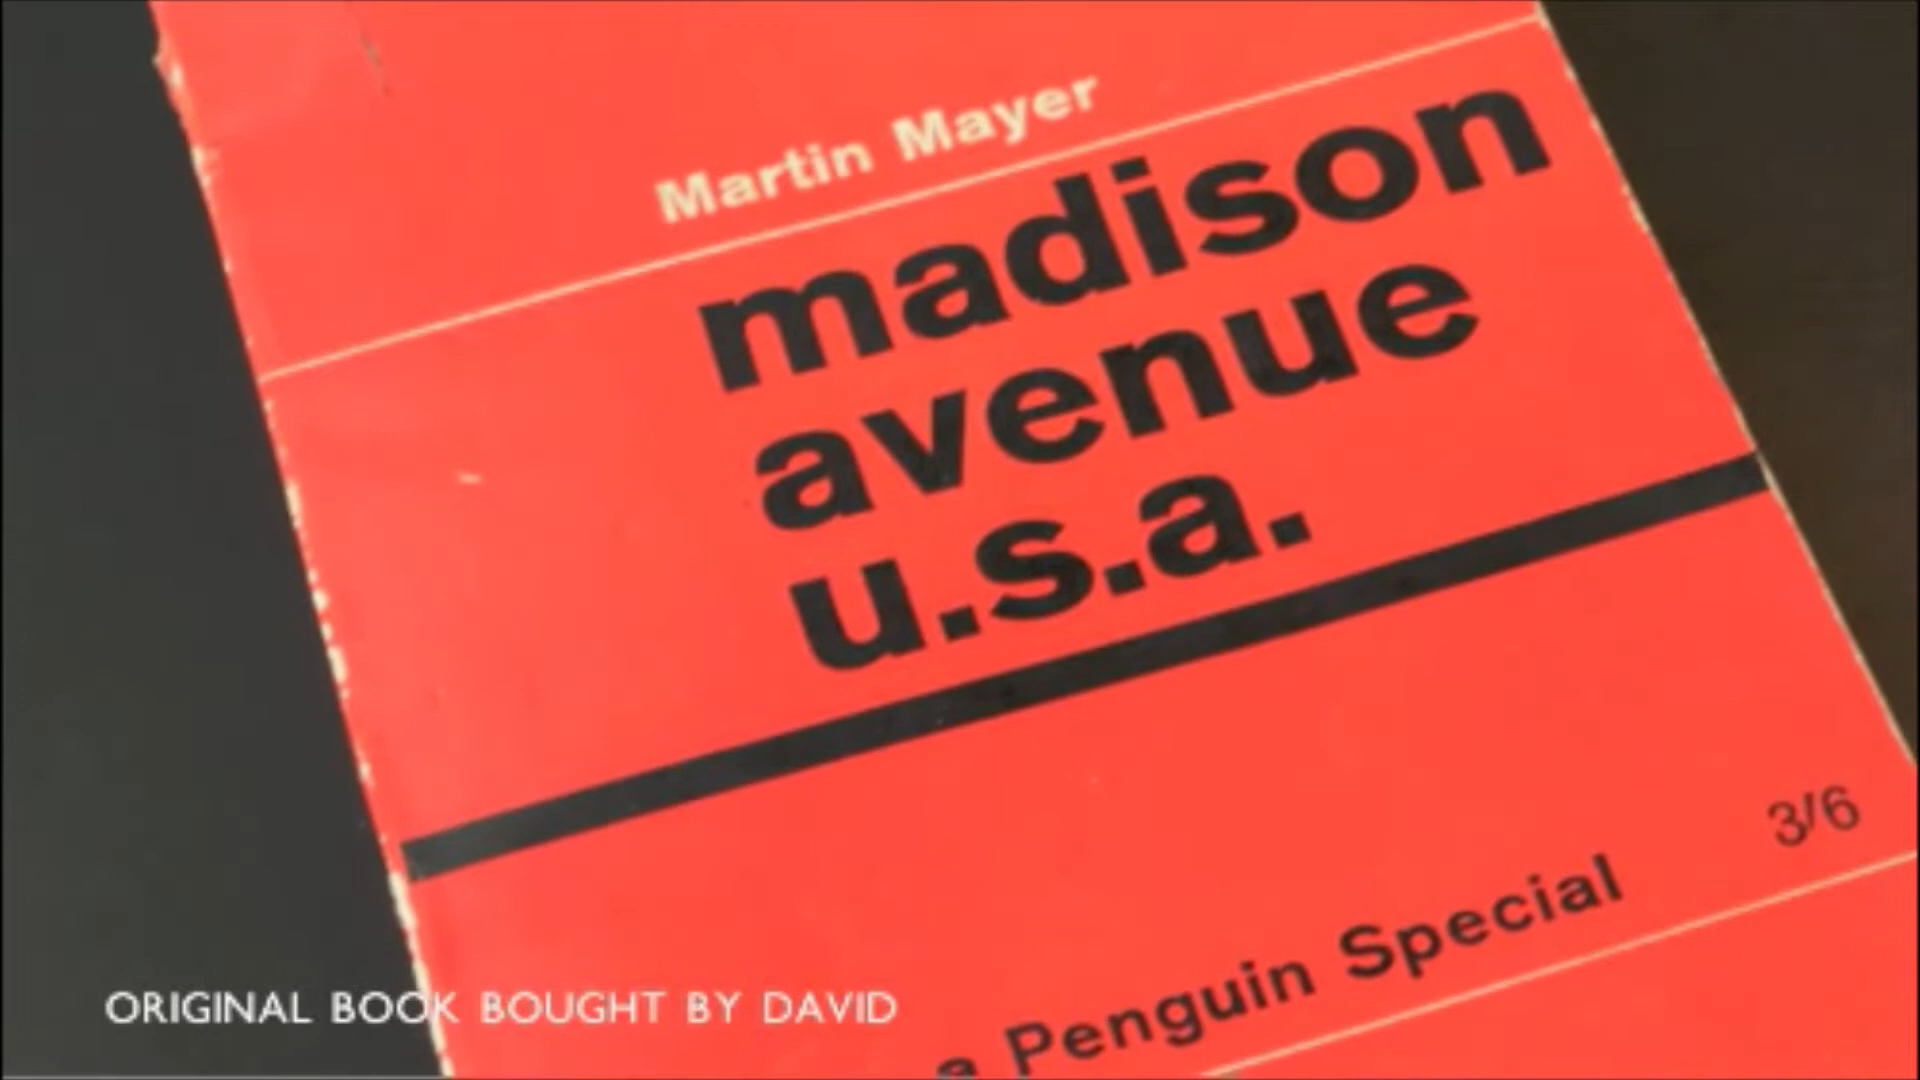 Martin Mayer
madison
avenue
u.s.a.
3/6
a Penguin Special
ORIGINAL BOOK BOUGHT BY DAVID